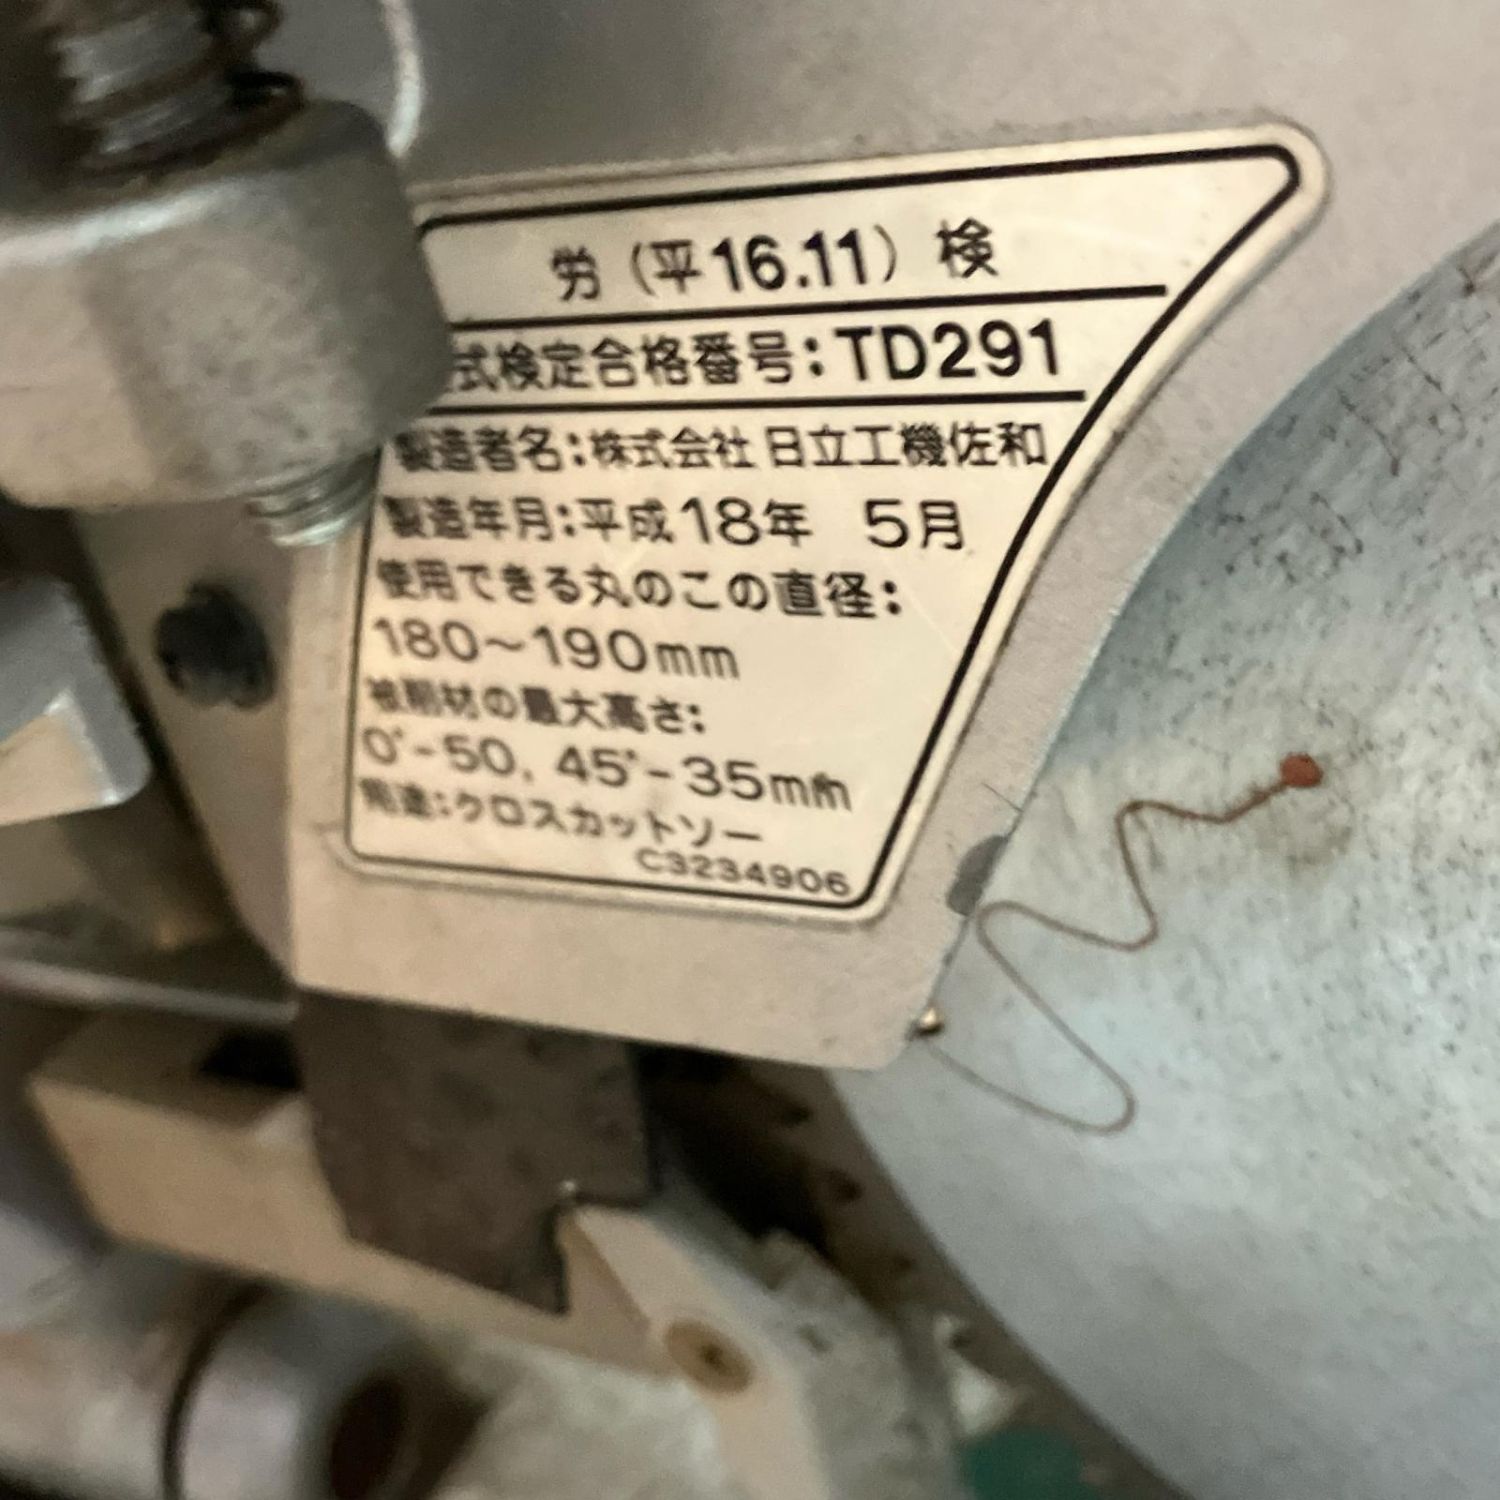 労（平16.11）検
式検定合格番号：TD291
製造者名：株式会社 日立工機佐和
製造年月：平成18年 5月
使用できる丸のこの直径：
180～190mm
被削材の最大高さ：
0°-50, 45°-35mm
用途：クロスカットソー
C3234906